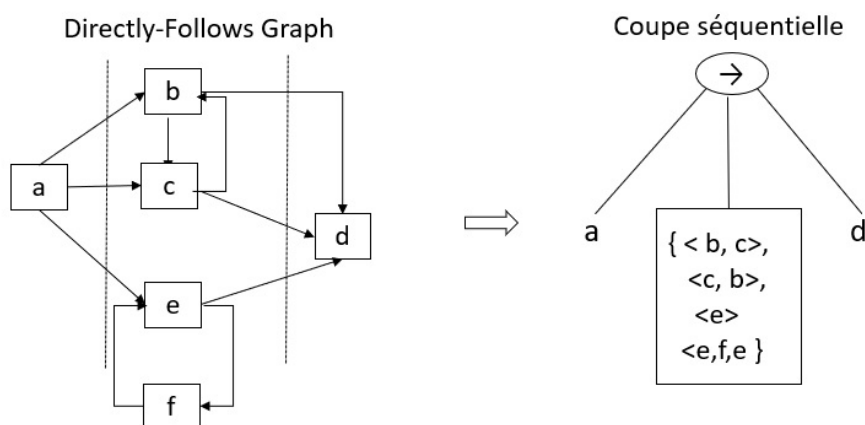 Directly-Follows Graph
Coupe séquentielle
→
b
a
c
d
e
f
a
{ < b, c>,
<c, b>,
<e>
<e,f,e }
d